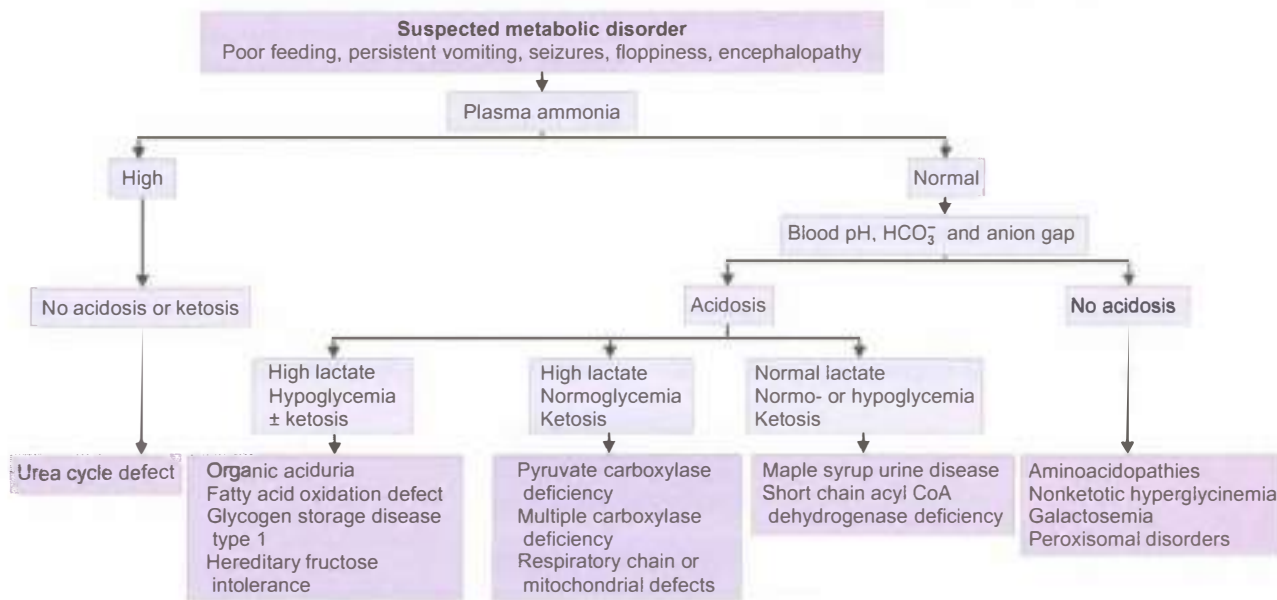 Suspected metabolic disorder
Poor feeding, persistent vomiting, seizures, floppiness, encephalopathy
Plasma ammonia
High
Normal
Blood pH, HCO₃⁻ and anion gap
No acidosis or ketosis
Acidosis
No acidosis
High lactate
Hypoglycemia
± ketosis
High lactate
Normoglycemia
Ketosis
Normal lactate
Normo- or hypoglycemia
Ketosis
Urea cycle defect
Organic aciduria
Fatty acid oxidation defect
Glycogen storage disease
type 1
Hereditary fructose
intolerance
Pyruvate carboxylase
deficiency
Multiple carboxylase
deficiency
Respiratory chain or
mitochondrial defects
Maple syrup urine disease
Short chain acyl CoA
dehydrogenase deficiency
Aminoacidopathies
Nonketotic hyperglycinemia
Galactosemia
Peroxisomal disorders